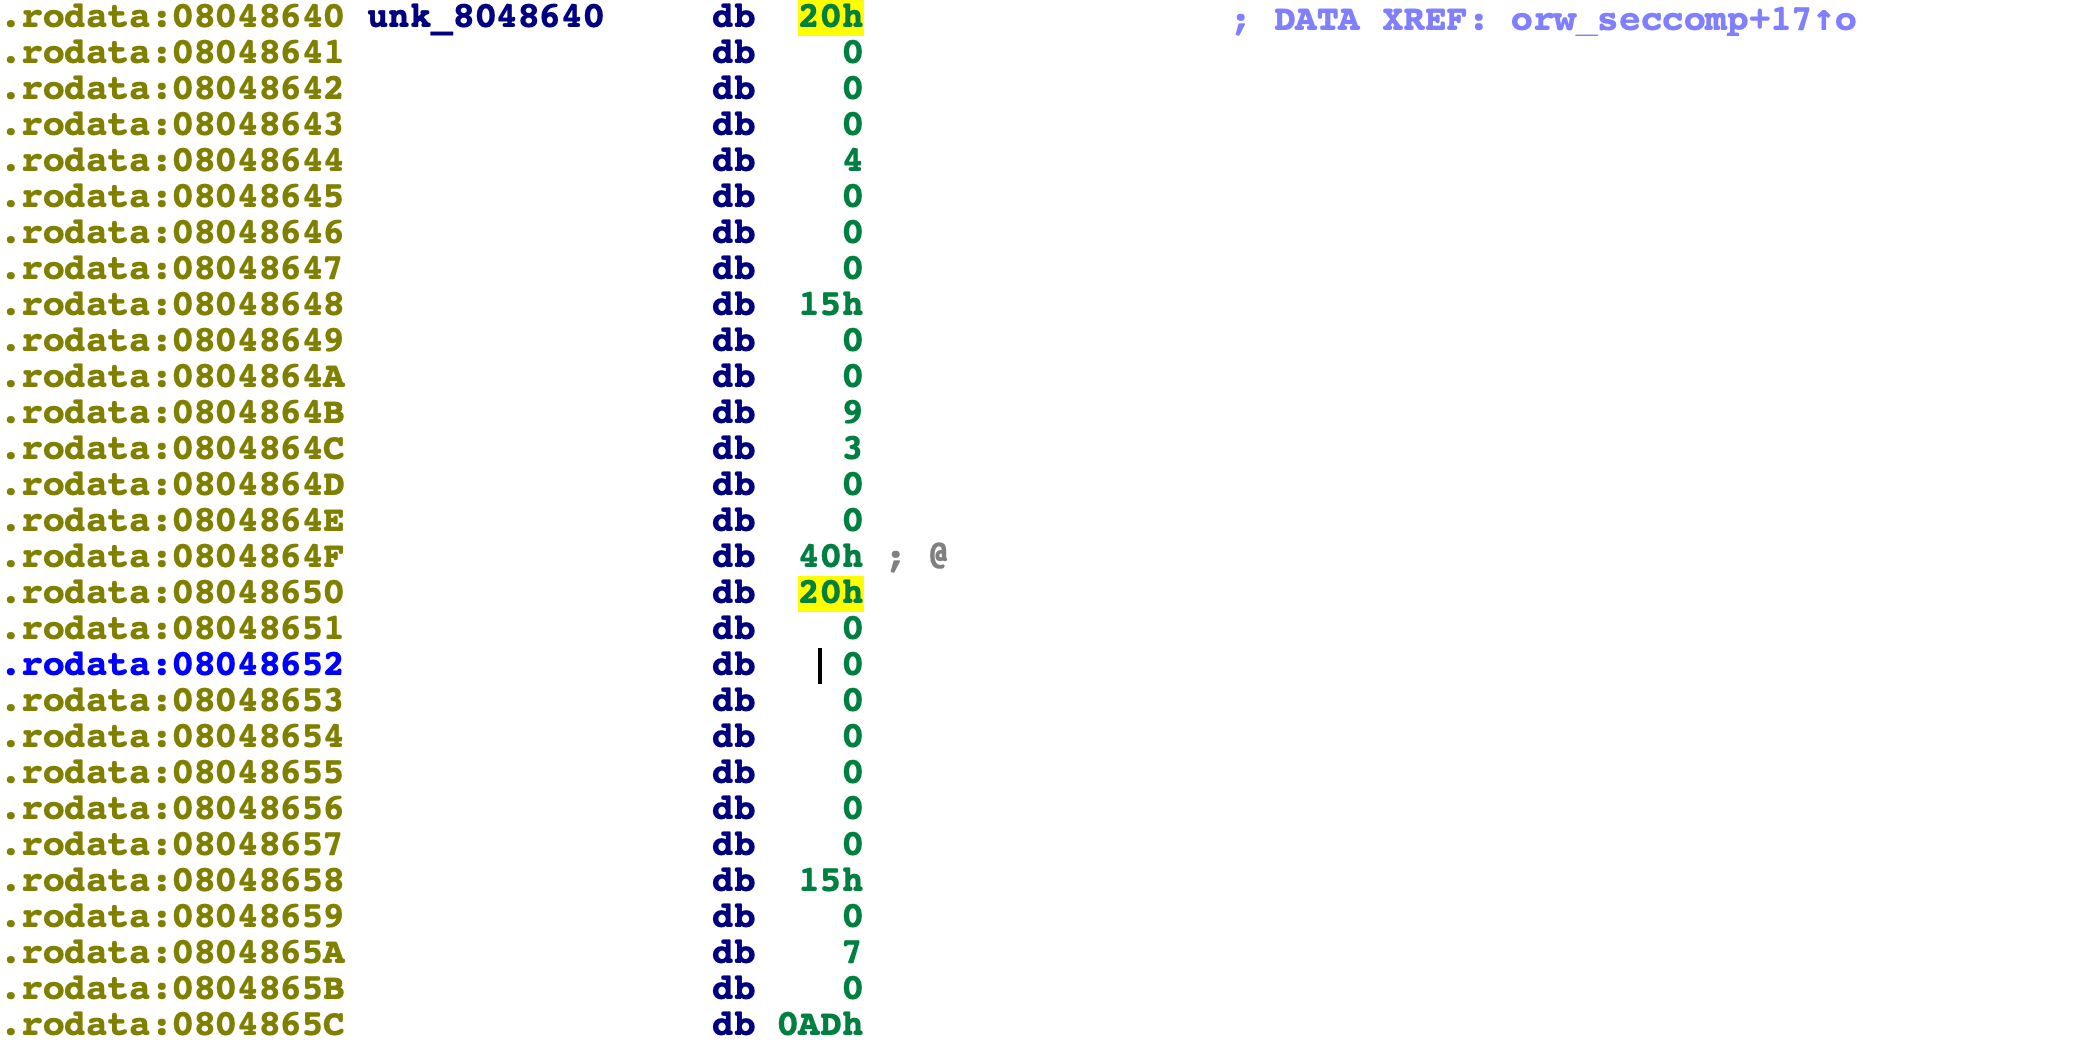 .rodata:08048640 unk_8048640 db 20h ; DATA XREF: orw_seccomp+17↑o
.rodata:08048641 db 0
.rodata:08048642 db 0
.rodata:08048643 db 0
.rodata:08048644 db 4
.rodata:08048645 db 0
.rodata:08048646 db 0
.rodata:08048647 db 0
.rodata:08048648 db 15h
.rodata:08048649 db 0
.rodata:0804864A db 0
.rodata:0804864B db 9
.rodata:0804864C db 3
.rodata:0804864D db 0
.rodata:0804864E db 0
.rodata:0804864F db 40h ; @
.rodata:08048650 db 20h
.rodata:08048651 db 0
.rodata:08048652 db 0
.rodata:08048653 db 0
.rodata:08048654 db 0
.rodata:08048655 db 0
.rodata:08048656 db 0
.rodata:08048657 db 0
.rodata:08048658 db 15h
.rodata:08048659 db 0
.rodata:0804865A db 7
.rodata:0804865B db 0
.rodata:0804865C db 0ADh